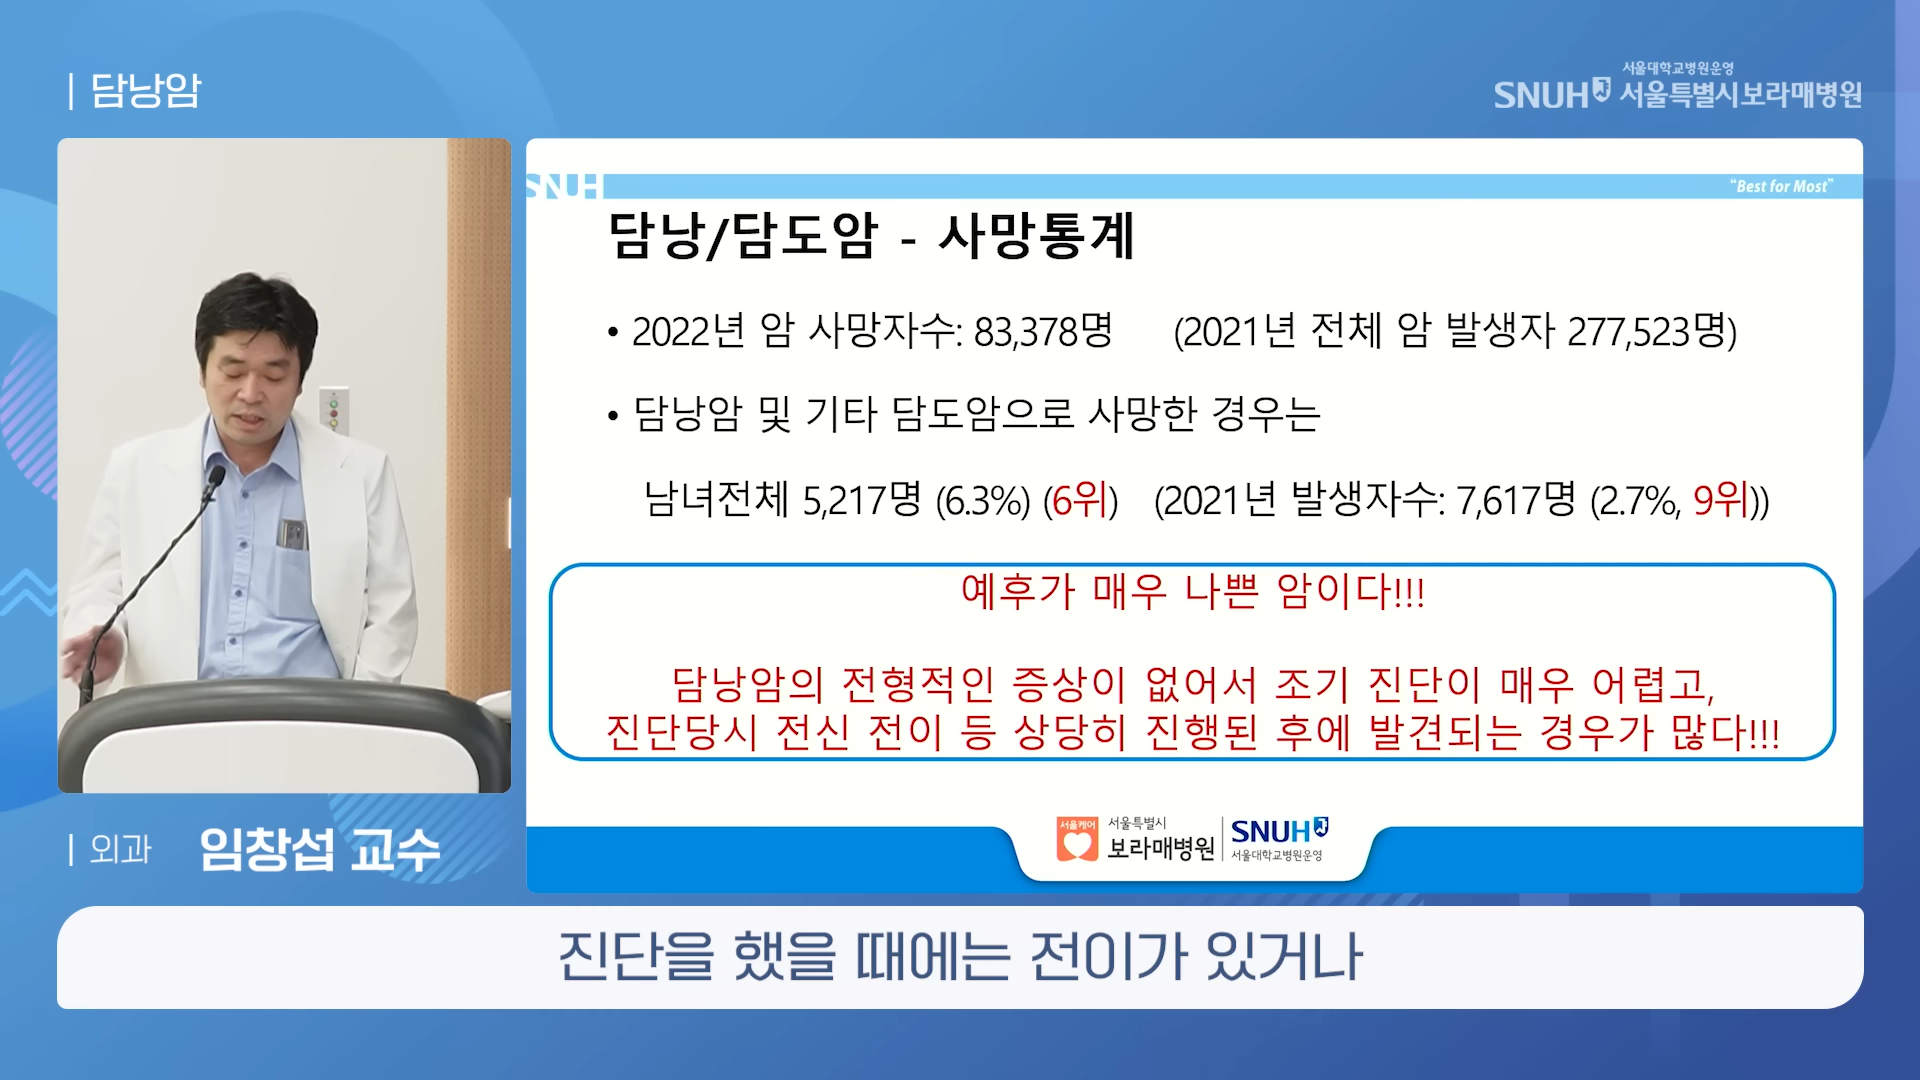 담낭암
서울대학교병원운영
SNUH 서울특별시보라매병원
SNUH
"Best for Most"
담낭/담도암 - 사망통계
• 2022년 암 사망자수: 83,378명 (2021년 전체 암 발생자 277,523명)
• 담낭암 및 기타 담도암으로 사망한 경우는
남녀전체 5,217명 (6.3%) (6위) (2021년 발생자수: 7,617명 (2.7%, 9위))
예후가 매우 나쁜 암이다!!!
담낭암의 전형적인 증상이 없어서 조기 진단이 매우 어렵고,
진단당시 전신 전이 등 상당히 진행된 후에 발견되는 경우가 많다!!!
서울케어
서울특별시
보라매병원
SNUH
서울대학교병원운영
외과 임창섭 교수
진단을 했을 때에는 전이가 있거나